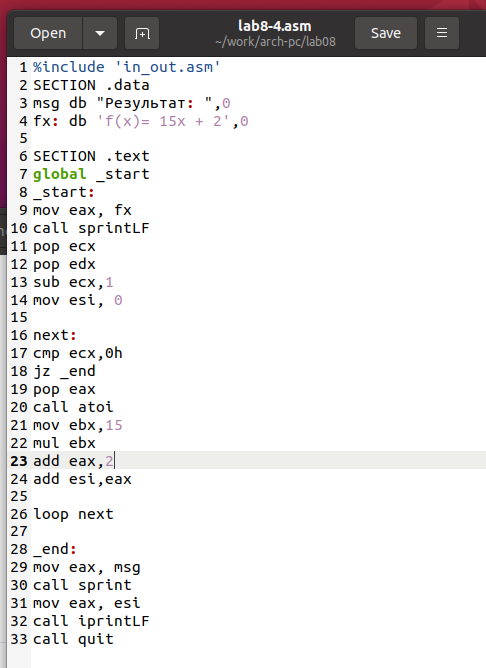 Open
lab8-4.asm
~/work/arch-pc/lab08
Save
1 %include 'in_out.asm'
2 SECTION .data
3 msg db "Результат: ",0
4 fx: db 'f(x)= 15x + 2',0
5
6 SECTION .text
7 global _start
8 _start:
9 mov eax, fx
10 call sprintLF
11 pop ecx
12 pop edx
13 sub ecx,1
14 mov esi, 0
15
16 next:
17 cmp ecx,0h
18 jz _end
19 pop eax
20 call atoi
21 mov ebx,15
22 mul ebx
23 add eax,2
24 add esi,eax
25
26 loop next
27
28 _end:
29 mov eax, msg
30 call sprint
31 mov eax, esi
32 call iprintLF
33 call quit